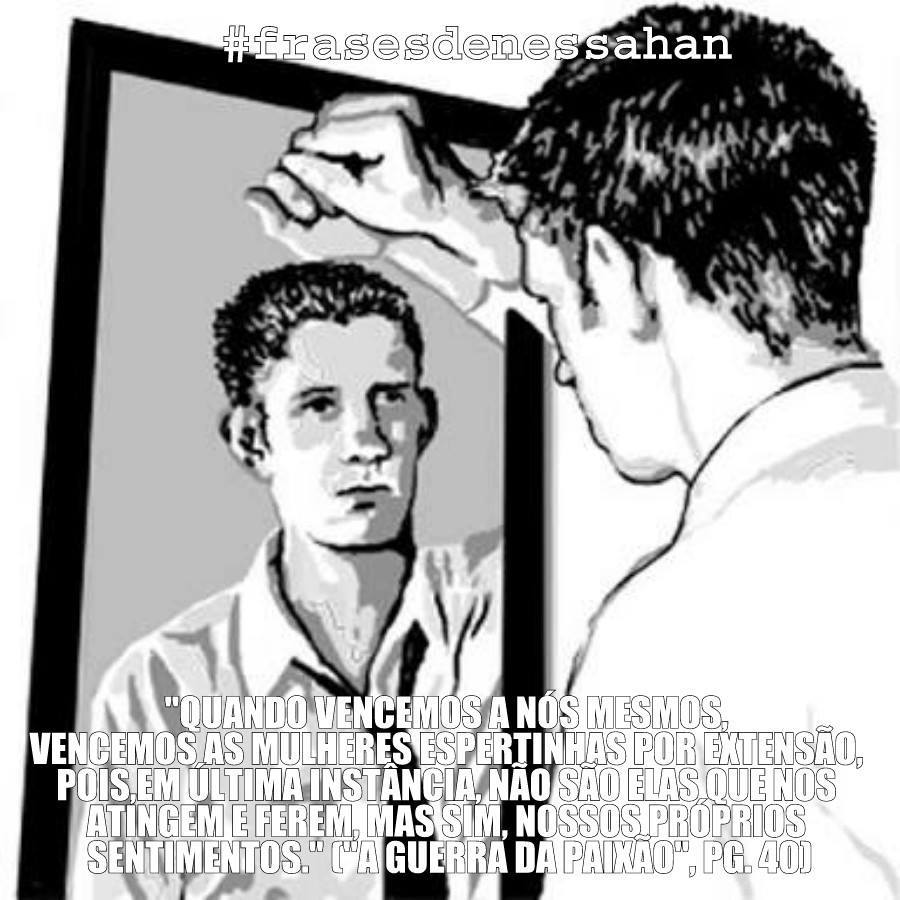 #frasesdenessahan
"QUANDO VENCEMOS A NÓS MESMOS,
VENCEMOS AS MULHERES ESPERTINHAS POR EXTENSÃO,
POIS,EM ÚLTIMA INSTÂNCIA, NÃO SÃO ELAS QUE NOS
ATINGEM E FEREM, MAS SIM, NOSSOS PRÓPRIOS
SENTIMENTOS." ("A GUERRA DA PAIXÃO", PG. 40)